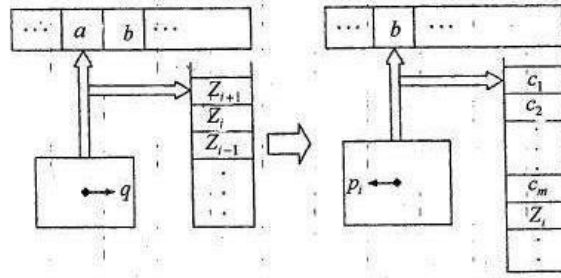 ··· a b ···
Z_{i+1}
Z_i
Z_{i-1}
q
··· b ···
c_1
c_2
p_i
c_m
Z_i